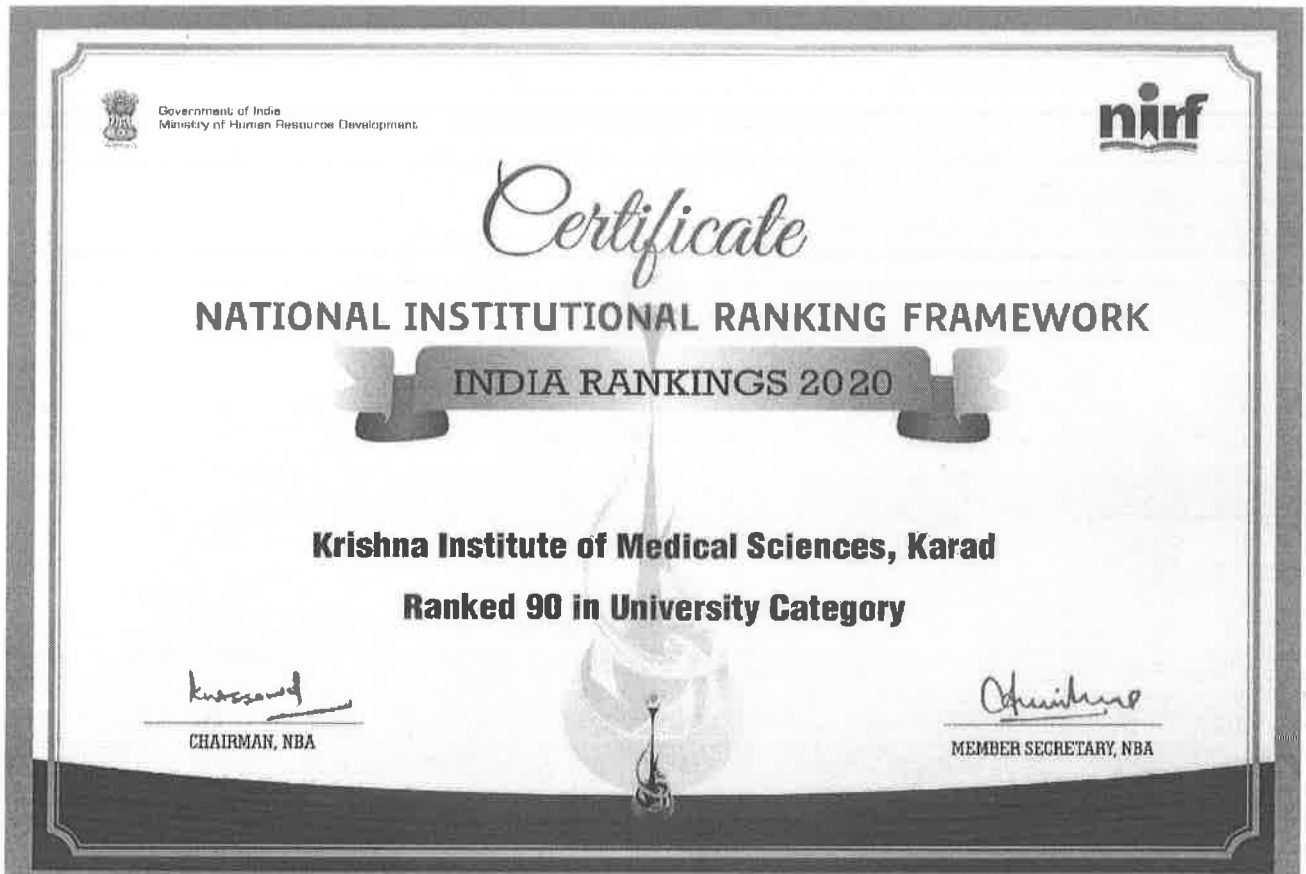 Government of India
Ministry of Human Resource Development
nirf
Certificate
NATIONAL INSTITUTIONAL RANKING FRAMEWORK
INDIA RANKINGS 2020
Krishna Institute of Medical Sciences, Karad
Ranked 90 in University Category
CHAIRMAN, NBA
MEMBER SECRETARY, NBA